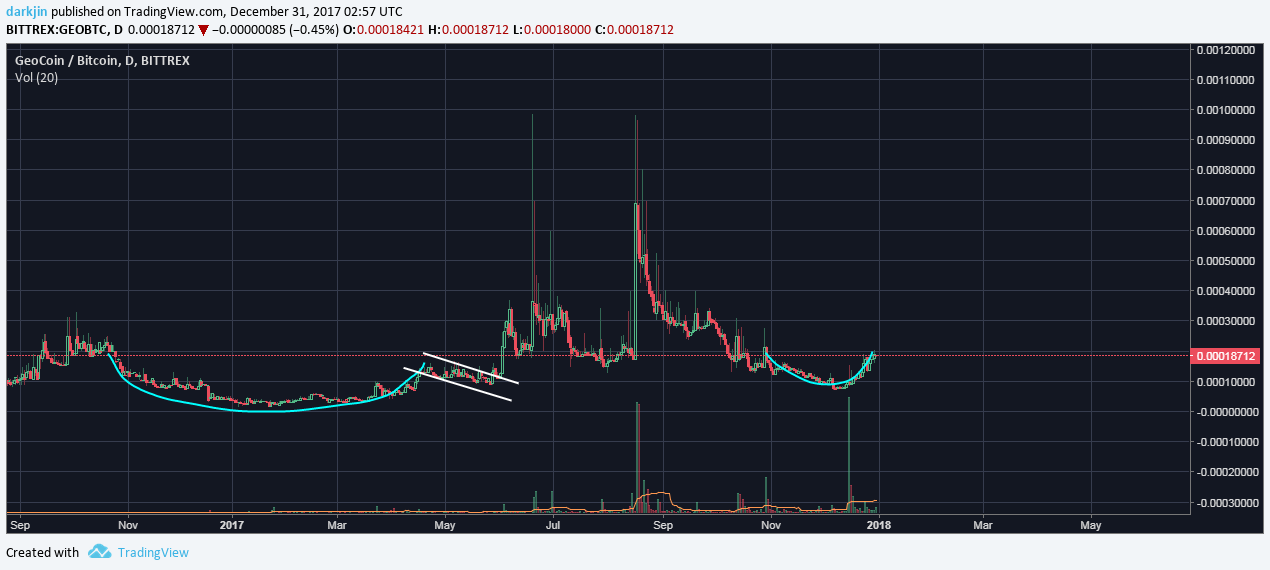 darkjin published on TradingView.com, December 31, 2017 02:57 UTC
BITTREX:GEOBTC, D 0.00018712 ▼ −0.00000085 (−0.45%) O:0.00018421 H:0.00018712 L:0.00018000 C:0.00018712
GeoCoin / Bitcoin, D, BITTREX
Vol (20)
0.00120000
0.00110000
0.00100000
0.00090000
0.00080000
0.00070000
0.00060000
0.00050000
0.00040000
0.00030000
0.00018712
0.00010000
-0.00000000
-0.00010000
-0.00020000
-0.00030000
Sep Nov 2017 Mar May Jul Sep Nov 2018 Mar May
Created with TradingView